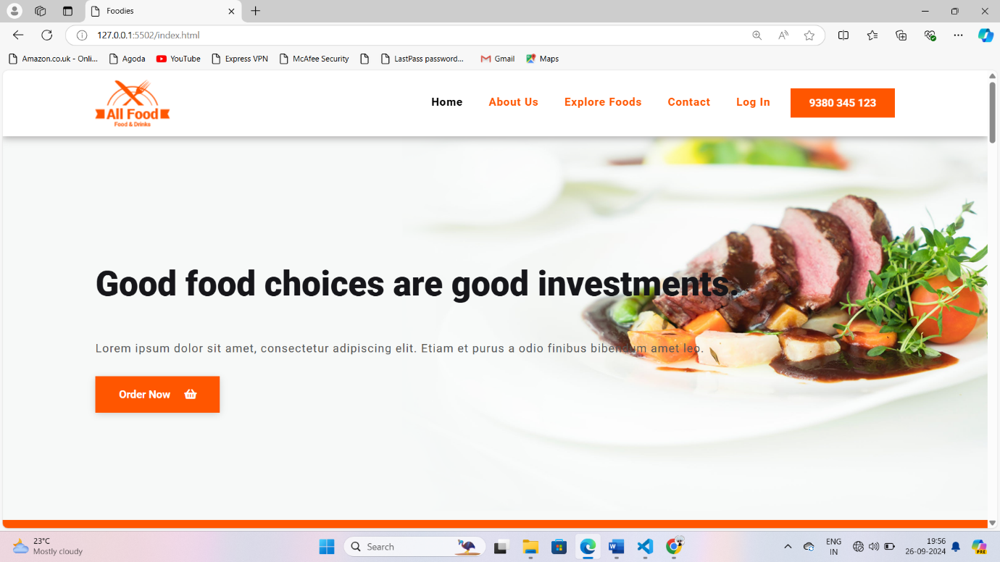 Foodies
127.0.0.1:5502/index.html
Amazon.co.uk - Onli... Agoda YouTube Express VPN McAfee Security LastPass password... Gmail Maps
All Food
Food & Drinks
Home About Us Explore Foods Contact Log In 9380 345 123
Good food choices are good investments.
Lorem ipsum dolor sit amet, consectetur adipiscing elit. Etiam et purus a odio finibus bibendum amet leo.
Order Now
23°C
Mostly cloudy
Search
ENG
IN
19:56
26-09-2024
PRE